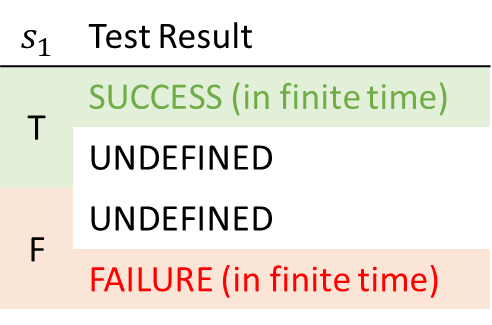 s₁ Test Result
T
SUCCESS (in finite time)
UNDEFINED
F
UNDEFINED
FAILURE (in finite time)